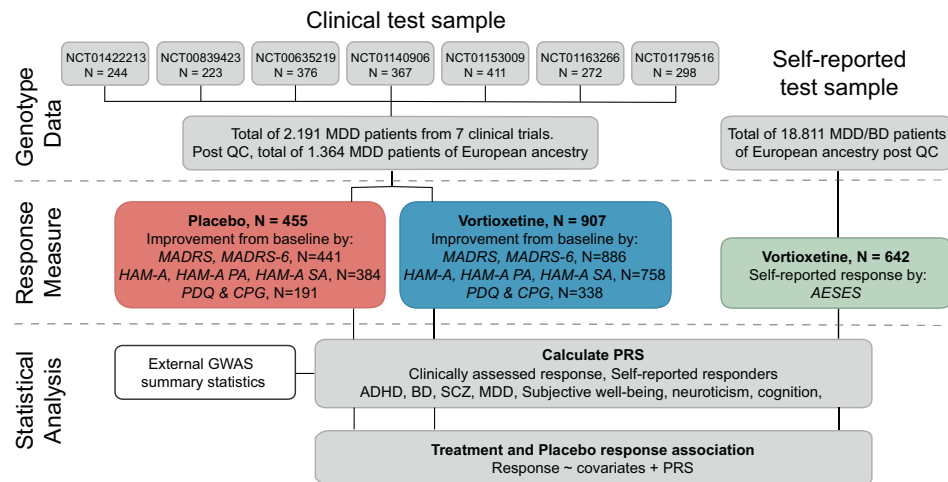 Clinical test sample
NCT01422213
N = 244
NCT00839423
N = 223
NCT00635219
N = 376
NCT01140906
N = 367
NCT01153009
N = 411
NCT01163266
N = 272
NCT01179516
N = 298
Self-reported
test sample
Genotype
Data
Total of 2.191 MDD patients from 7 clinical trials.
Post QC, total of 1.364 MDD patients of European ancestry
Total of 18.811 MDD/BD patients
of European ancestry post QC
Response
Measure
Placebo, N = 455
Improvement from baseline by:
MADRS, MADRS-6, N=441
HAM-A, HAM-A PA, HAM-A SA, N=384
PDQ & CPG, N=191
Vortioxetine, N = 907
Improvement from baseline by:
MADRS, MADRS-6, N=886
HAM-A, HAM-A PA, HAM-A SA, N=758
PDQ & CPG, N=338
Vortioxetine, N = 642
Self-reported response by:
AESES
Statistical
Analysis
External GWAS
summary statistics
Calculate PRS
Clinically assessed response, Self-reported responders
ADHD, BD, SCZ, MDD, Subjective well-being, neuroticism, cognition,
Treatment and Placebo response association
Response ~ covariates + PRS